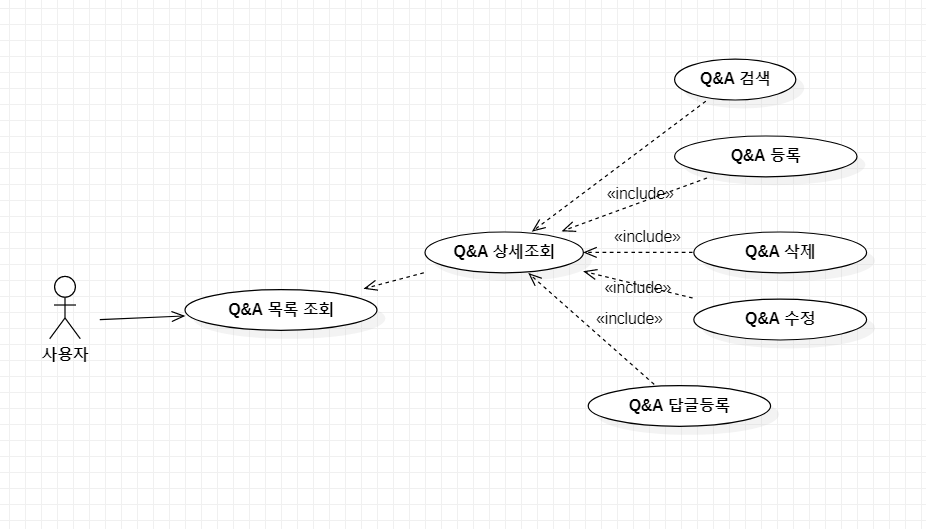 Q&A 검색
Q&A 등록
«include»
«include»
Q&A 상세조회
Q&A 삭제
«include»
Q&A 목록 조회
«include»
Q&A 수정
사용자
Q&A 답글등록